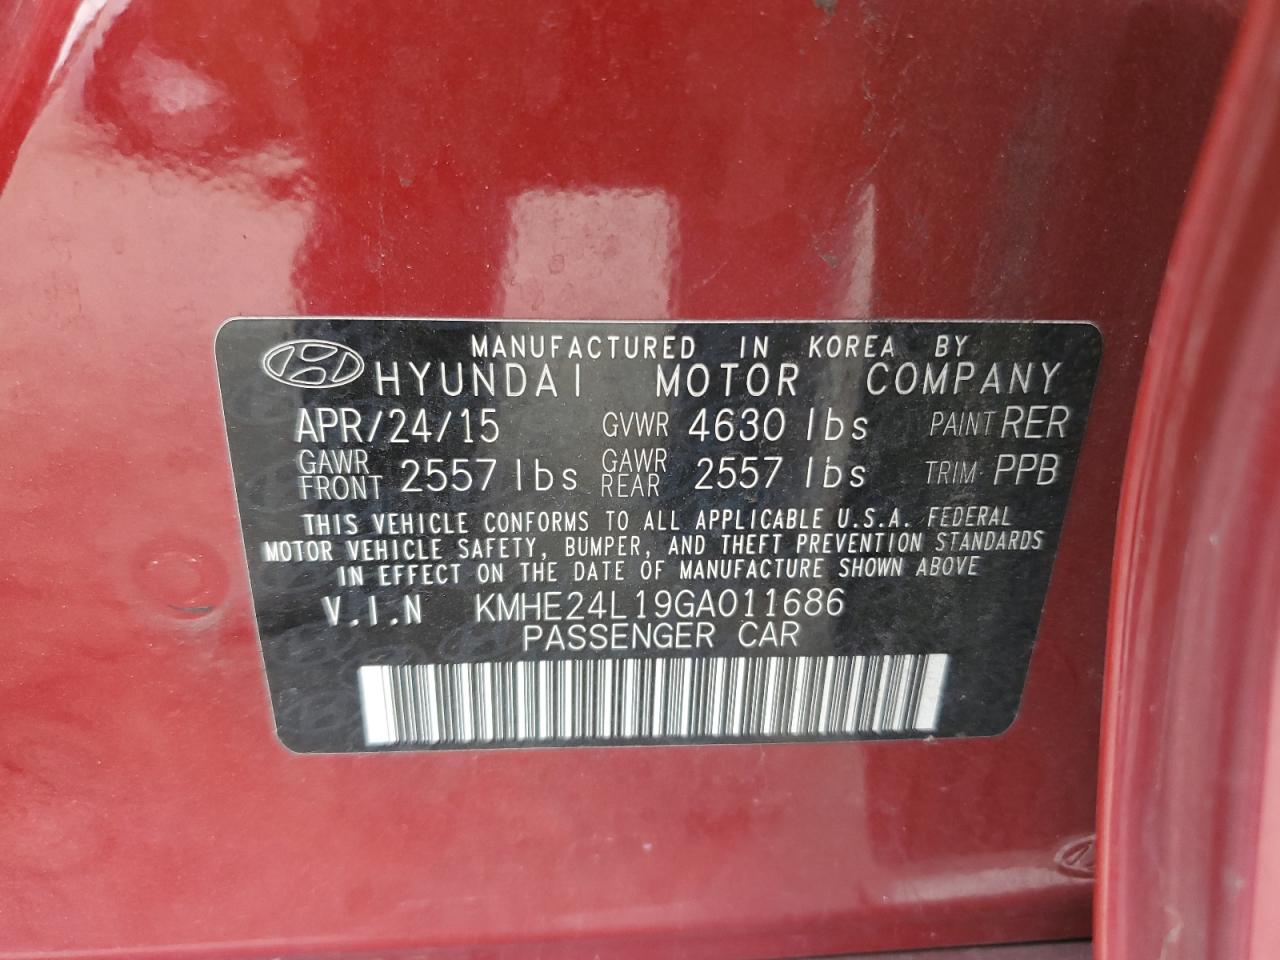 MANUFACTURED IN KOREA BY
HYUNDAI MOTOR COMPANY
APR/24/15 GVWR 4630 lbs PAINT RER
GAWR FRONT 2557 lbs GAWR REAR 2557 lbs TRIM PPB
THIS VEHICLE CONFORMS TO ALL APPLICABLE U.S.A. FEDERAL
MOTOR VEHICLE SAFETY, BUMPER, AND THEFT PREVENTION STANDARDS
IN EFFECT ON THE DATE OF MANUFACTURE SHOWN ABOVE
V.I.N KMHE24L19GA011686
PASSENGER CAR